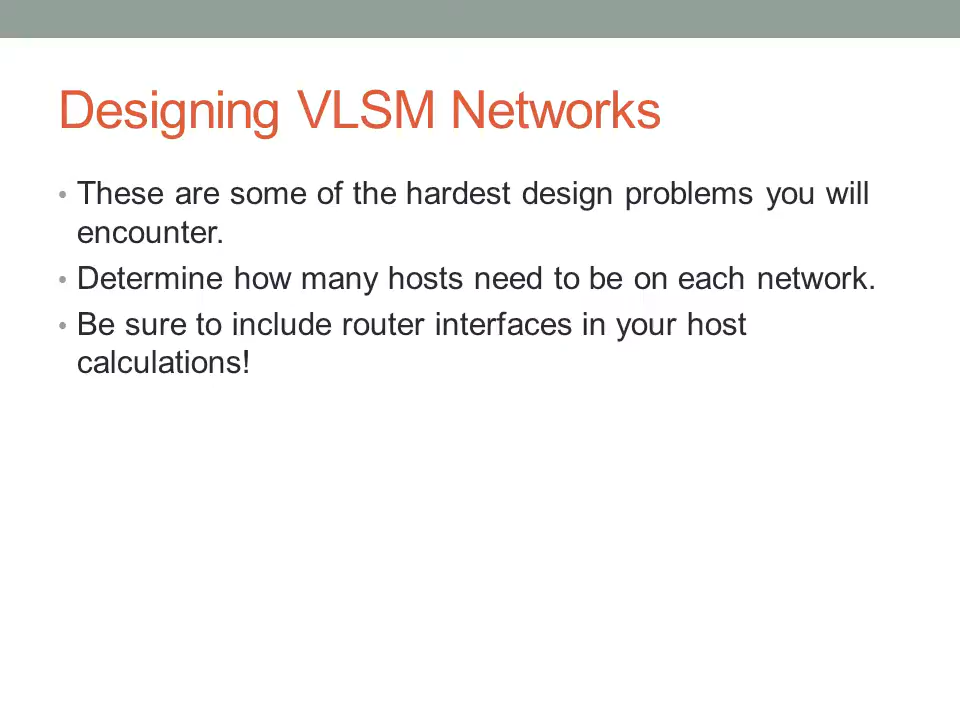 Designing VLSM Networks
• These are some of the hardest design problems you will
encounter.
• Determine how many hosts need to be on each network.
• Be sure to include router interfaces in your host
calculations!